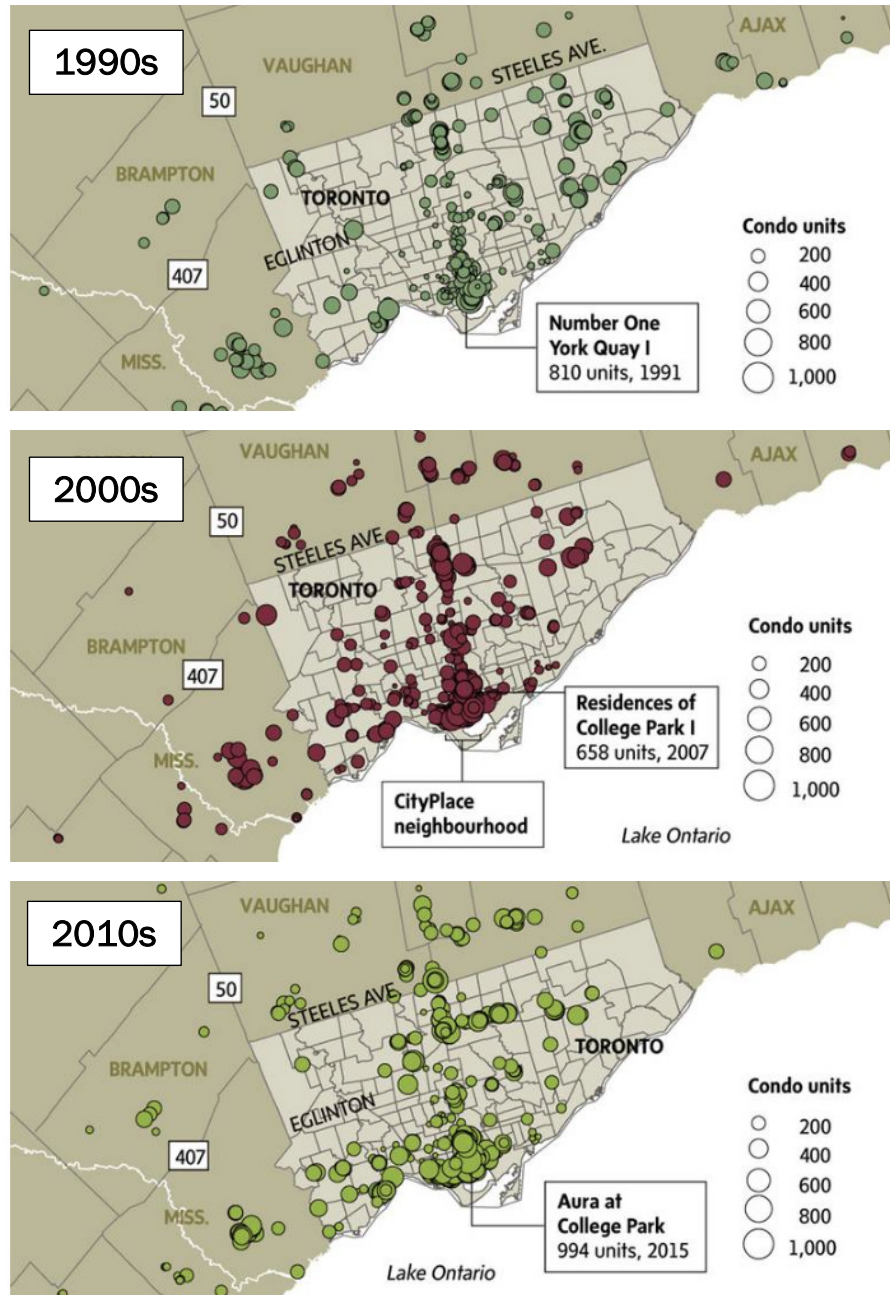 1990s
VAUGHAN
STEELES AVE.
AJAX
50
BRAMPTON
TORONTO
EGLINTON
407
MISS.
Number One
York Quay I
810 units, 1991
Condo units
200
400
600
800
1,000
2000s
VAUGHAN
AJAX
50
STEELES AVE
TORONTO
BRAMPTON
407
MISS.
Residences of
College Park I
658 units, 2007
CityPlace
neighbourhood
Lake Ontario
Condo units
200
400
600
800
1,000
2010s
VAUGHAN
AJAX
50
STEELES AVE
TORONTO
BRAMPTON
EGLINTON
407
MISS.
Aura at
College Park
994 units, 2015
Lake Ontario
Condo units
200
400
600
800
1,000